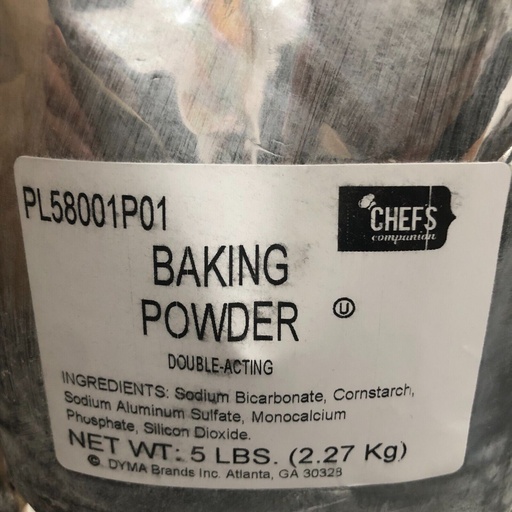 PL58001P01
CHEF'S
companion
BAKING
POWDER
U
DOUBLE-ACTING
INGREDIENTS: Sodium Bicarbonate, Cornstarch,
Sodium Aluminum Sulfate, Monocalcium
Phosphate, Silicon Dioxide.
NET WT: 5 LBS. (2.27 Kg)
© DYMA Brands Inc. Atlanta, GA 30328